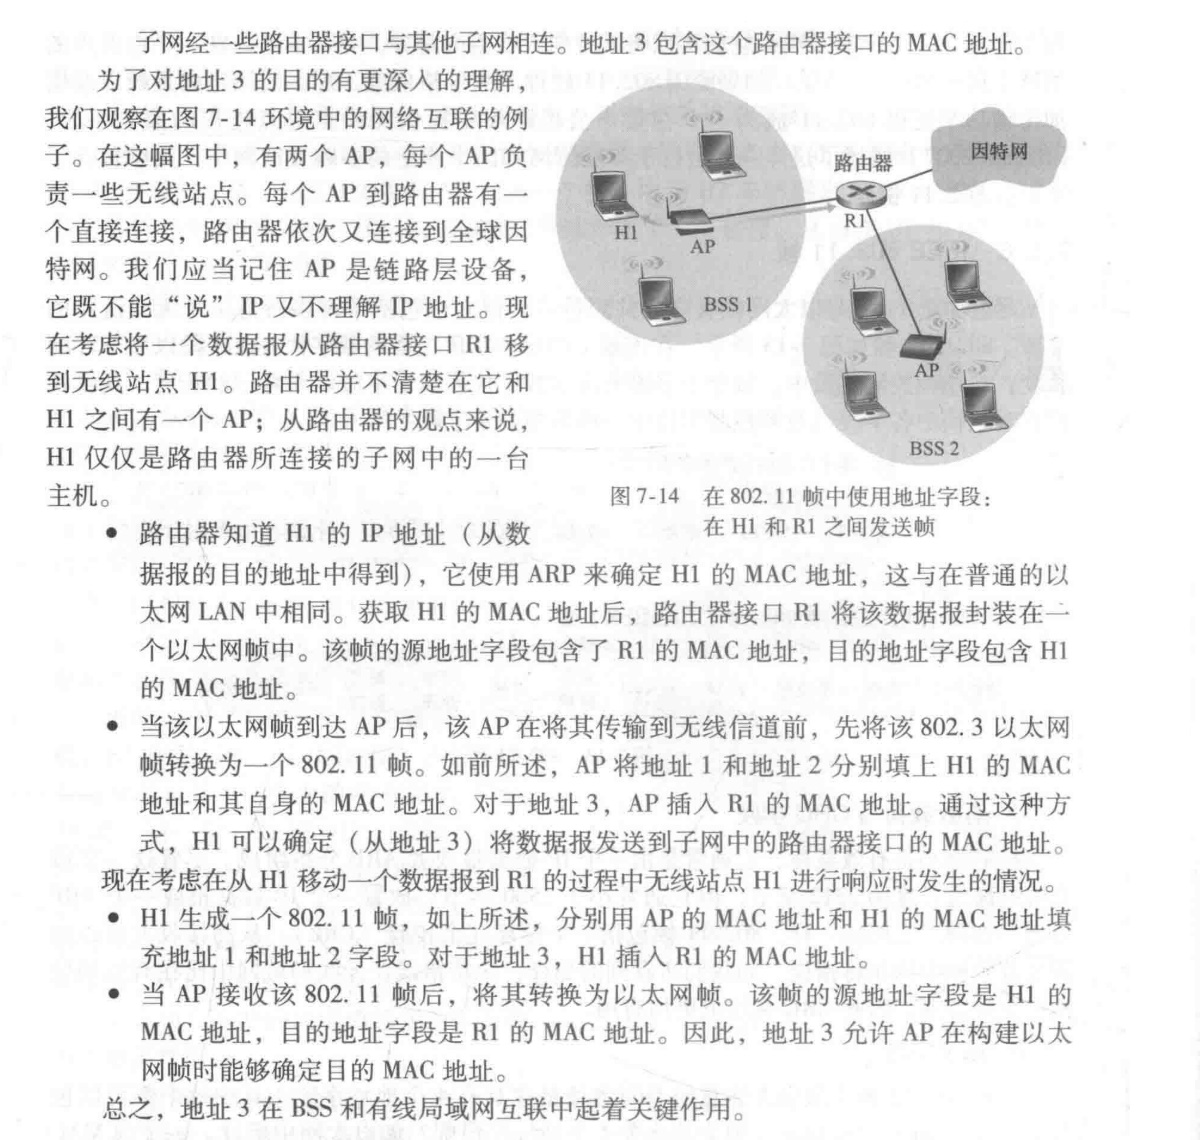 子网经一些路由器接口与其他子网相连。地址 3 包含这个路由器接口的 MAC 地址。
为了对地址 3 的目的有更深入的理解，
我们观察在图 7-14 环境中的网络互联的例
子。在这幅图中，有两个 AP，每个 AP 负
责一些无线站点。每个 AP 到路由器有一
个直接连接，路由器依次又连接到全球因
特网。我们应当记住 AP 是链路层设备，
它既不能“说”IP 又不理解 IP 地址。现
在考虑将一个数据报从路由器接口 R1 移
到无线站点 H1。路由器并不清楚在它和
H1 之间有一个 AP；从路由器的观点来说，
H1 仅仅是路由器所连接的子网中的一台
主机。
路由器
因特网
R1
H1
AP
BSS 1
AP
BSS 2
图 7-14 在 802.11 帧中使用地址字段：
在 H1 和 R1 之间发送帧
• 路由器知道 H1 的 IP 地址（从数
据报的目的地址中得到），它使用 ARP 来确定 H1 的 MAC 地址，这与在普通的以
太网 LAN 中相同。获取 H1 的 MAC 地址后，路由器接口 R1 将该数据报封装在一
个以太网帧中。该帧的源地址字段包含了 R1 的 MAC 地址，目的地址字段包含 H1
的 MAC 地址。
• 当该以太网帧到达 AP 后，该 AP 在将其传输到无线信道前，先将该 802.3 以太网
帧转换为一个 802.11 帧。如前所述，AP 将地址 1 和地址 2 分别填上 H1 的 MAC
地址和其自身的 MAC 地址。对于地址 3，AP 插入 R1 的 MAC 地址。通过这种方
式，H1 可以确定（从地址 3）将数据报发送到子网中的路由器接口的 MAC 地址。
现在考虑在从 H1 移动一个数据报到 R1 的过程中无线站点 H1 进行响应时发生的情况。
• H1 生成一个 802.11 帧，如上所述，分别用 AP 的 MAC 地址和 H1 的 MAC 地址填
充地址 1 和地址 2 字段。对于地址 3，H1 插入 R1 的 MAC 地址。
• 当 AP 接收该 802.11 帧后，将其转换为以太网帧。该帧的源地址字段是 H1 的
MAC 地址，目的地址字段是 R1 的 MAC 地址。因此，地址 3 允许 AP 在构建以太
网帧时能够确定目的 MAC 地址。
总之，地址 3 在 BSS 和有线局域网互联中起着关键作用。